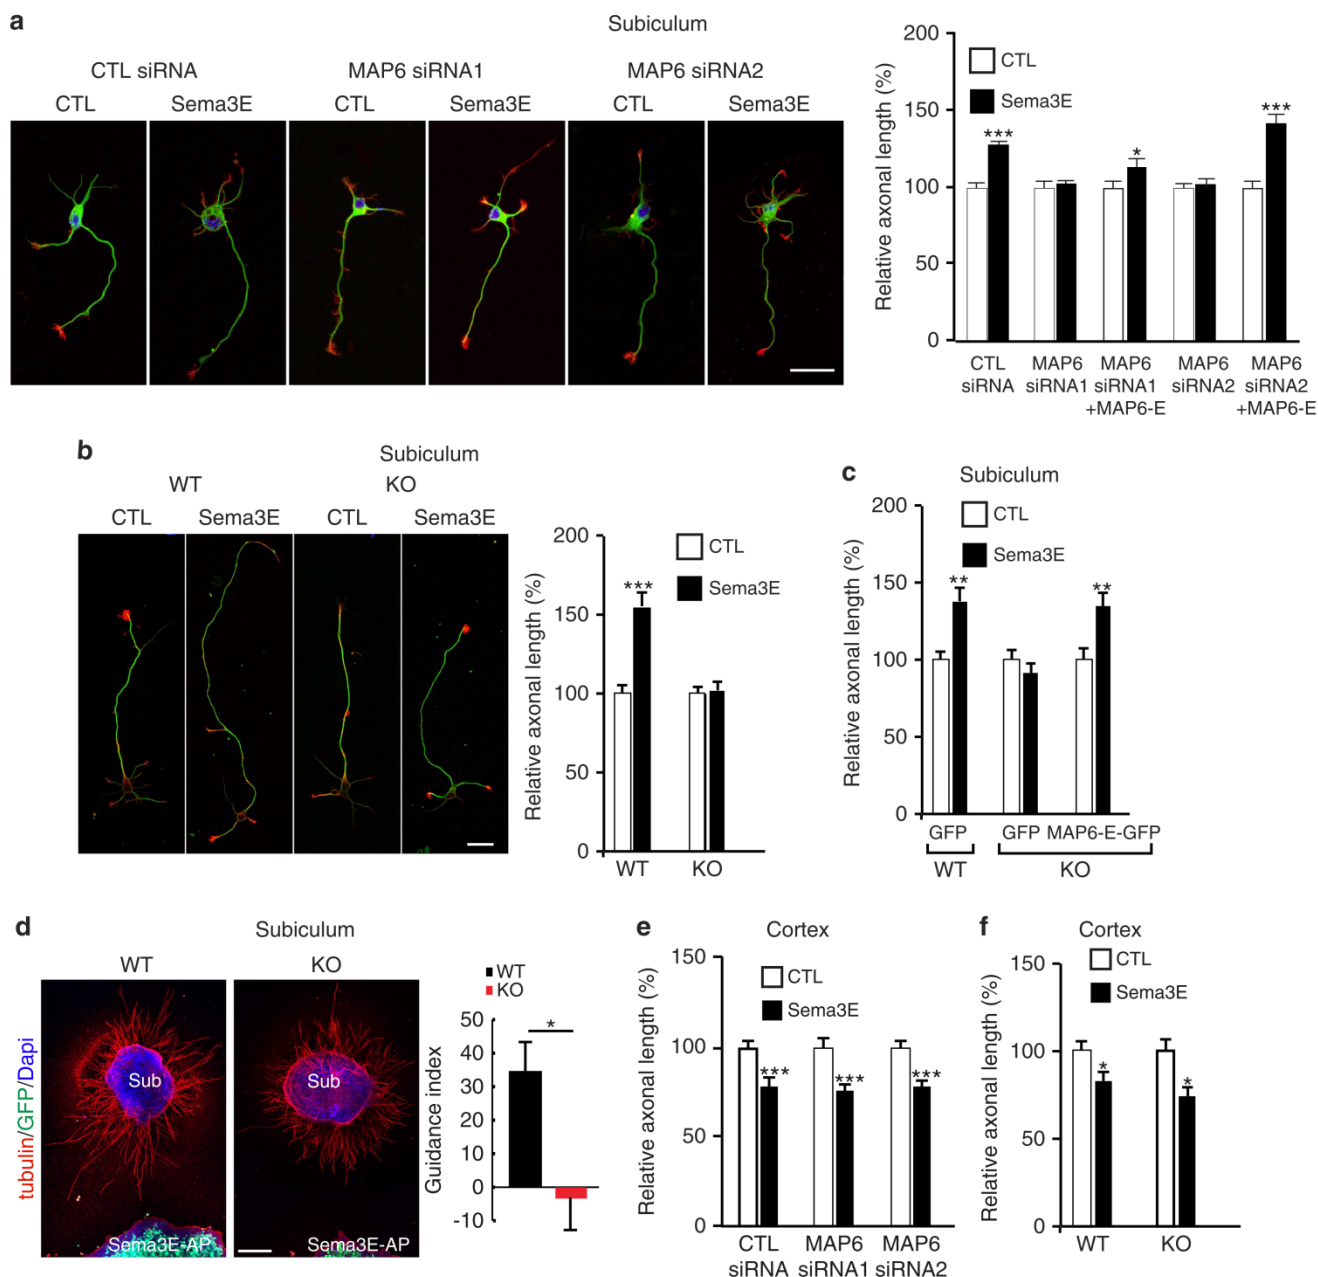 a
Subiculum
CTL siRNA
MAP6 siRNA1
MAP6 siRNA2
CTL
Sema3E
CTL
Sema3E
CTL
Sema3E
Relative axonal length (%)
200
150
100
50
0
CTL
Sema3E
***
*
***
CTL siRNA
MAP6 siRNA1
MAP6 siRNA1 +MAP6-E
MAP6 siRNA2
MAP6 siRNA2 +MAP6-E
b
Subiculum
WT
KO
CTL
Sema3E
CTL
Sema3E
Relative axonal length (%)
200
150
100
50
0
CTL
Sema3E
***
WT
KO
c
Subiculum
CTL
Sema3E
Relative axonal length (%)
200
150
100
50
0
**
**
GFP
GFP
MAP6-E-GFP
WT
KO
d
Subiculum
WT
KO
tubulin/GFP/Dapi
Sub
Sub
Sema3E-AP
Sema3E-AP
WT
KO
Guidance index
50
40
30
20
10
0
-10
*
e
Cortex
CTL
Sema3E
Relative axonal length (%)
150
100
50
0
***
***
***
CTL siRNA
MAP6 siRNA1
MAP6 siRNA2
f
Cortex
CTL
Sema3E
Relative axonal length (%)
150
100
50
0
*
*
WT
KO